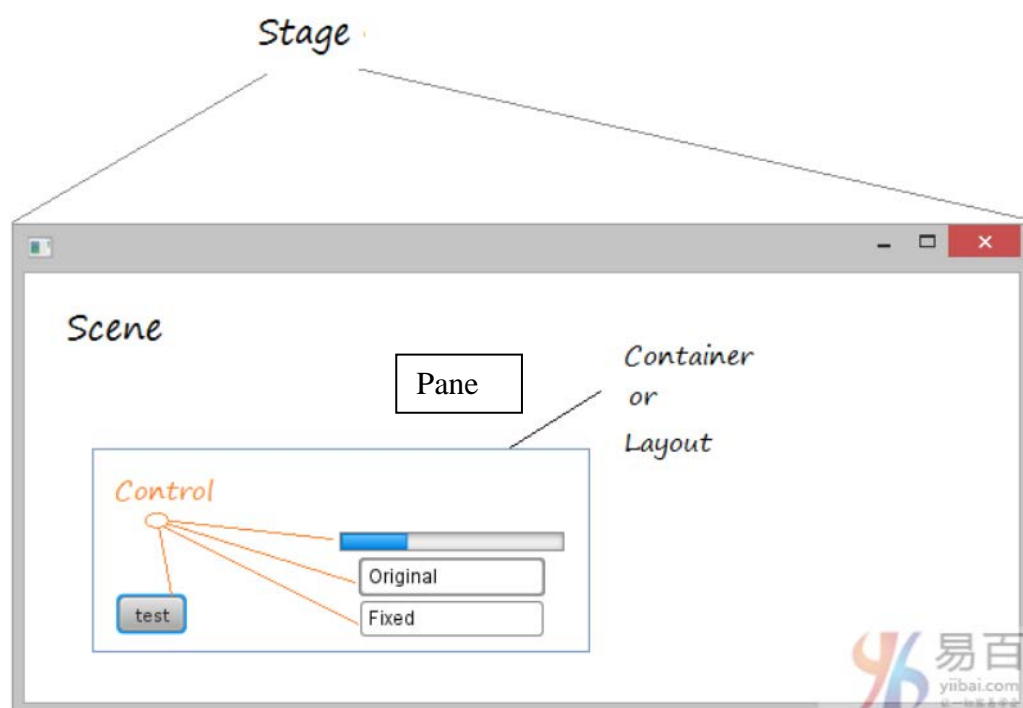 Stage
Scene
Pane
Container
or
Layout
Control
Original
Fixed
test
易百
yiibai.com